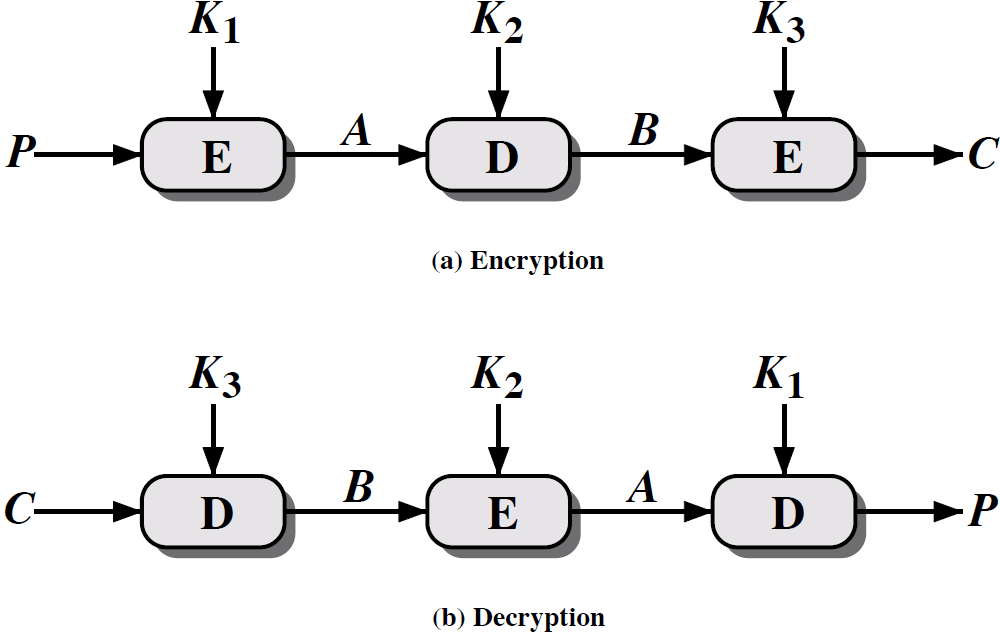 K1 K2 K3
P E A D B E C
(a) Encryption
K3 K2 K1
C D B E A D P
(b) Decryption